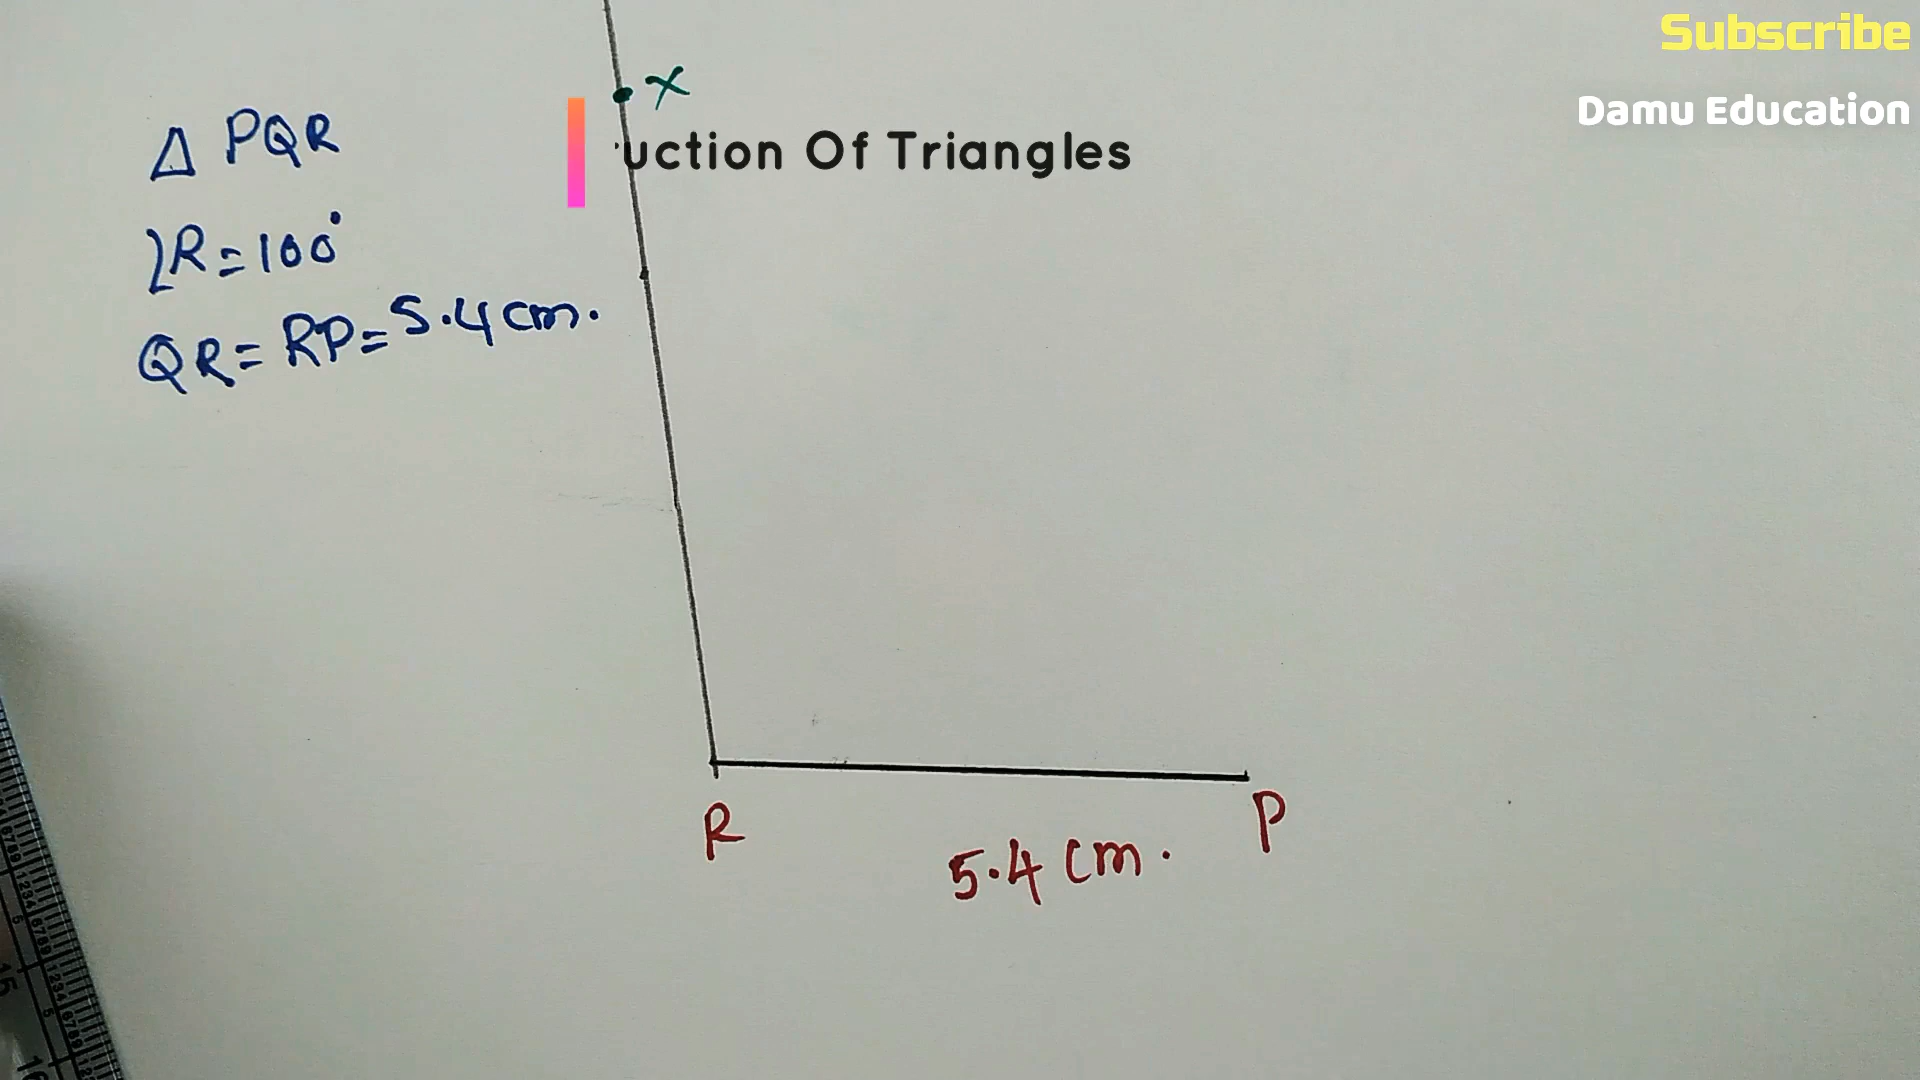 Subscribe
Damu Education
x
uction Of Triangles
Δ PQR
∠R = 100°
QR = RP = 5.4 cm.
R
P
5.4 cm.